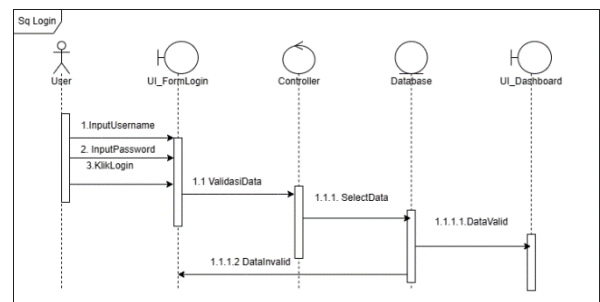 Sq Login
User
UI_FormLogin
Controller
Database
UI_Dashboard
1.InputUsername
2. InputPassword
3.KlikLogin
1.1 ValidasiData
1.1.1. SelectData
1.1.1.1.DataValid
1.1.1.2 DataInvalid